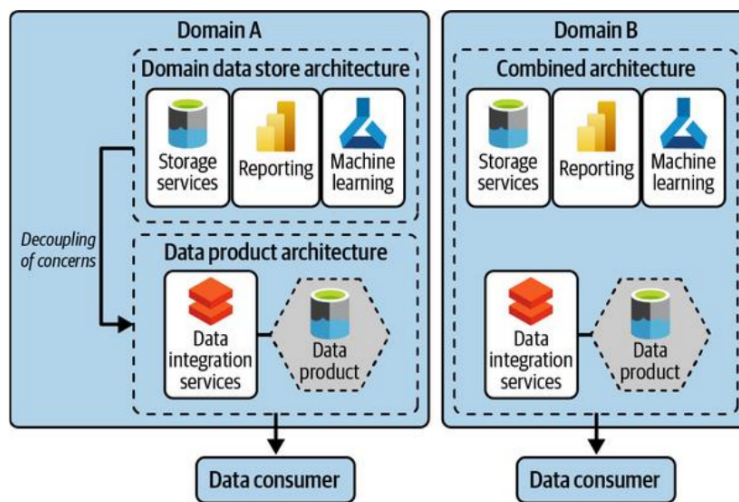 Domain A
Domain data store architecture
Storage
services
Reporting
Machine
learning
Decoupling
of concerns
Data product architecture
Data
integration
services
Data
product
Data consumer
Domain B
Combined architecture
Storage
services
Reporting
Machine
learning
Data
integration
services
Data
product
Data consumer